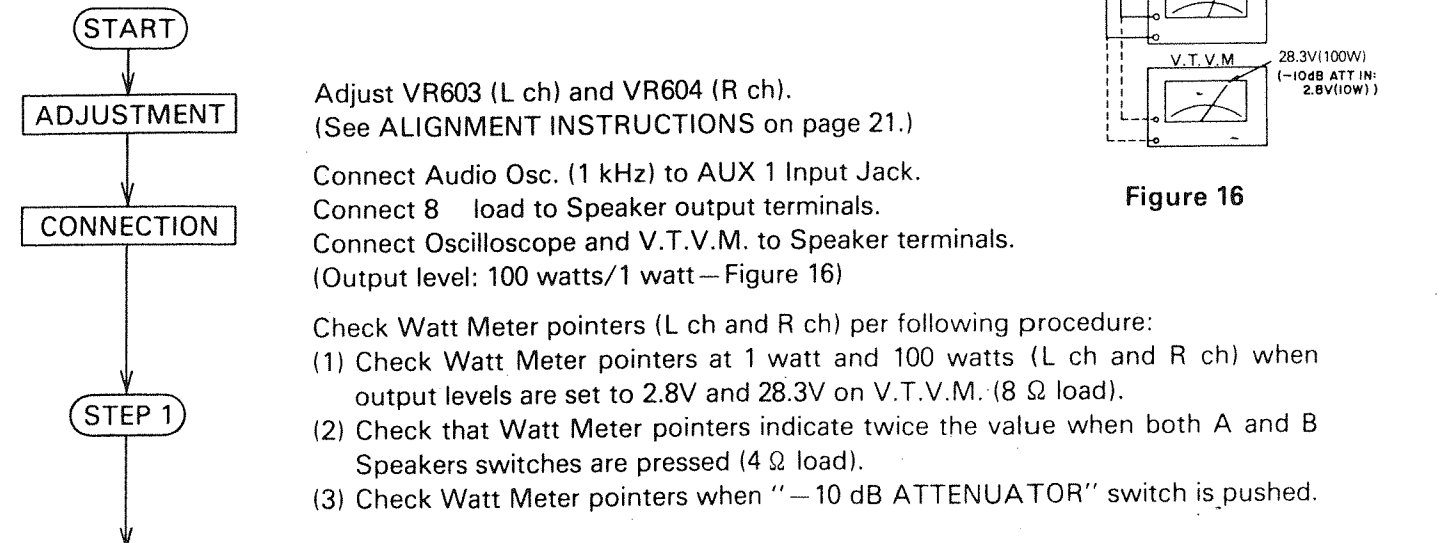 START
ADJUSTMENT
Adjust VR603 (L ch) and VR604 (R ch).
(See ALIGNMENT INSTRUCTIONS on page 21.)
CONNECTION
Connect Audio Osc. (1 kHz) to AUX 1 Input Jack.
Connect 8 load to Speaker output terminals.
Connect Oscilloscope and V.T.V.M. to Speaker terminals.
(Output level: 100 watts/1 watt—Figure 16)
V.T.V.M
28.3V(100W)
(-10dB ATT IN:
2.8V(10W))
Figure 16
STEP 1
Check Watt Meter pointers (L ch and R ch) per following procedure:
(1) Check Watt Meter pointers at 1 watt and 100 watts (L ch and R ch) when
output levels are set to 2.8V and 28.3V on V.T.V.M. (8 Ω load).
(2) Check that Watt Meter pointers indicate twice the value when both A and B
Speakers switches are pressed (4 Ω load).
(3) Check Watt Meter pointers when "−10 dB ATTENUATOR" switch is pushed.